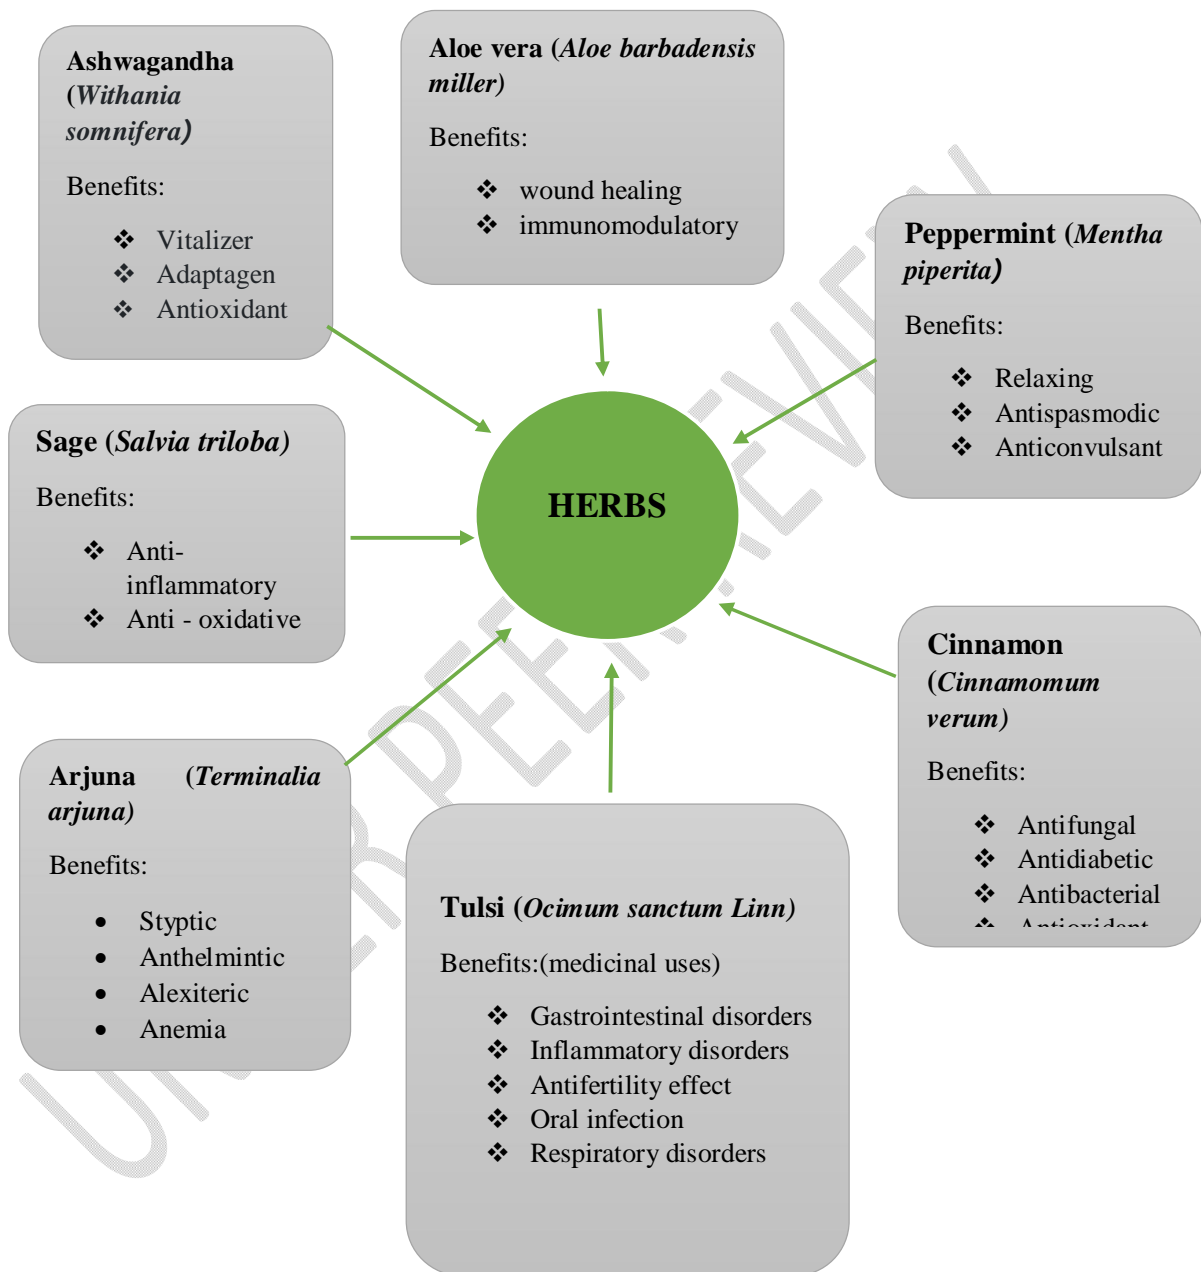 Ashwagandha
(Withania
somnifera)
Benefits:
❖ Vitalizer
❖ Adaptagen
❖ Antioxidant
Aloe vera (Aloe barbadensis
miller)
Benefits:
❖ wound healing
❖ immunomodulatory
Peppermint (Mentha
piperita)
Benefits:
❖ Relaxing
❖ Antispasmodic
❖ Anticonvulsant
Sage (Salvia triloba)
Benefits:
❖ Anti-
inflammatory
❖ Anti - oxidative
HERBS
Cinnamon
(Cinnamomum
verum)
Benefits:
❖ Antifungal
❖ Antidiabetic
❖ Antibacterial
❖ Antioxidant
Arjuna (Terminalia
arjuna)
Benefits:
• Styptic
• Anthelmintic
• Alexiteric
• Anemia
Tulsi (Ocimum sanctum Linn)
Benefits:(medicinal uses)
❖ Gastrointestinal disorders
❖ Inflammatory disorders
❖ Antifertility effect
❖ Oral infection
❖ Respiratory disorders